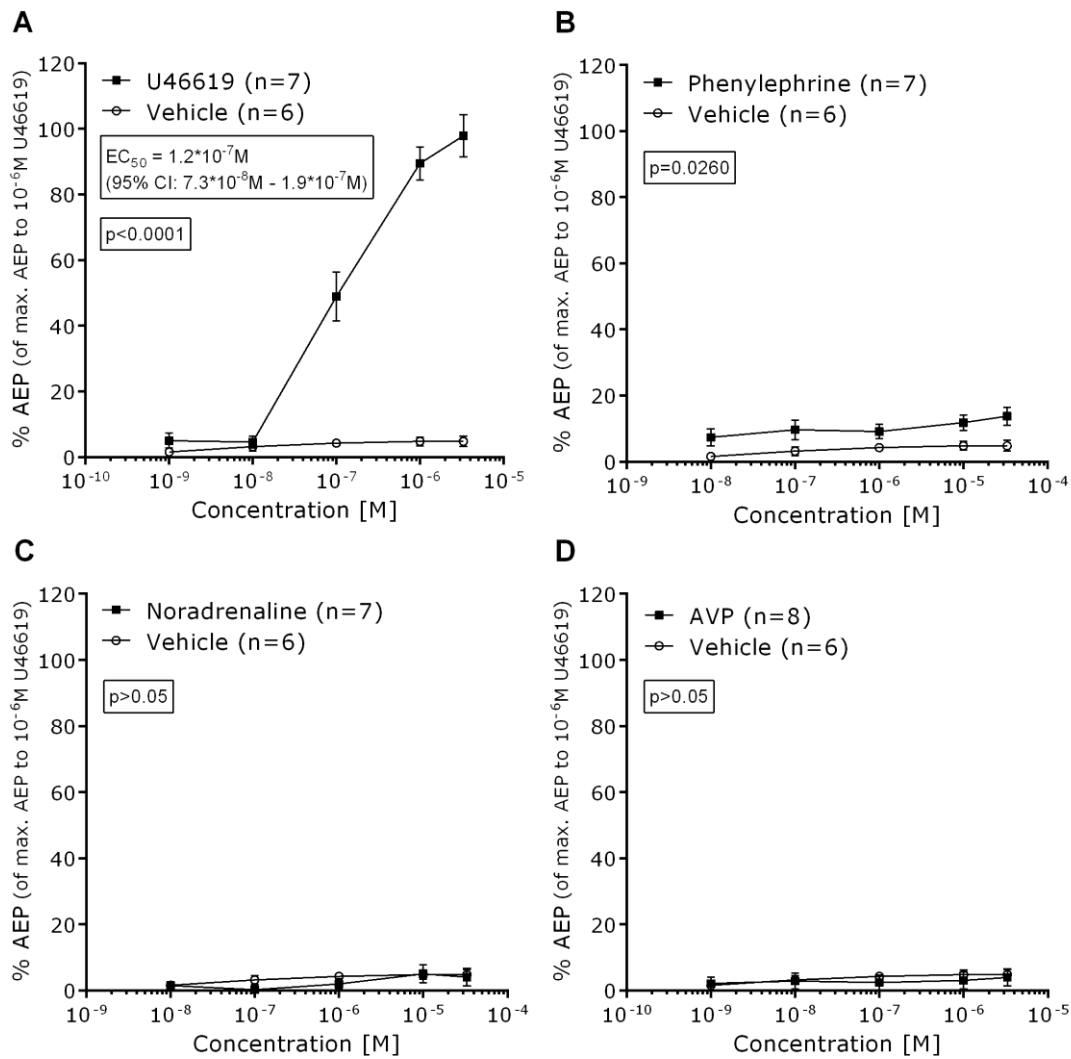 A
% AEP (of max. AEP to 10⁻⁶M U46619)
120
100
80
60
40
20
0
U46619 (n=7)
Vehicle (n=6)
EC₅₀ = 1.2*10⁻⁷M
(95% CI: 7.3*10⁻⁸M - 1.9*10⁻⁷M)
p<0.0001
10⁻¹⁰ 10⁻⁹ 10⁻⁸ 10⁻⁷ 10⁻⁶ 10⁻⁵
Concentration [M]
B
% AEP (of max. AEP to 10⁻⁶M U46619)
120
100
80
60
40
20
0
Phenylephrine (n=7)
Vehicle (n=6)
p=0.0260
10⁻⁹ 10⁻⁸ 10⁻⁷ 10⁻⁶ 10⁻⁵ 10⁻⁴
Concentration [M]
C
% AEP (of max. AEP to 10⁻⁶M U46619)
120
100
80
60
40
20
0
Noradrenaline (n=7)
Vehicle (n=6)
p>0.05
10⁻⁹ 10⁻⁸ 10⁻⁷ 10⁻⁶ 10⁻⁵ 10⁻⁴
Concentration [M]
D
% AEP (of max. AEP to 10⁻⁶M U46619)
120
100
80
60
40
20
0
AVP (n=8)
Vehicle (n=6)
p>0.05
10⁻¹⁰ 10⁻⁹ 10⁻⁸ 10⁻⁷ 10⁻⁶ 10⁻⁵
Concentration [M]